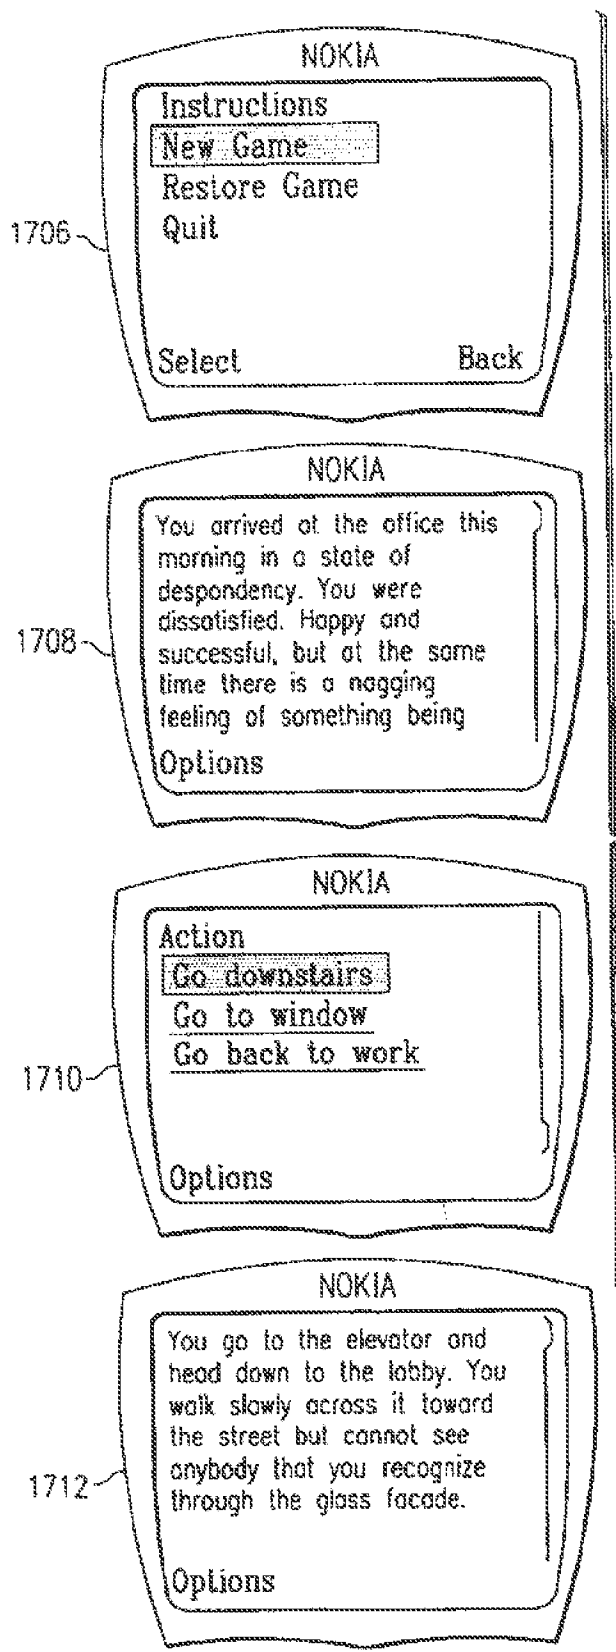 NOKIA
Instructions
New Game
Restore Game
Quit
1706
Select Back
NOKIA
You arrived at the office this
morning in a state of
despondency. You were
dissatisfied. Happy and
successful, but at the same
time there is a nagging
feeling of something being
1708
Options
NOKIA
Action
Go downstairs
Go to window
Go back to work
1710
Options
NOKIA
You go to the elevator and
head down to the lobby. You
walk slowly across it toward
the street but cannot see
anybody that you recognize
through the glass facade.
1712
Options